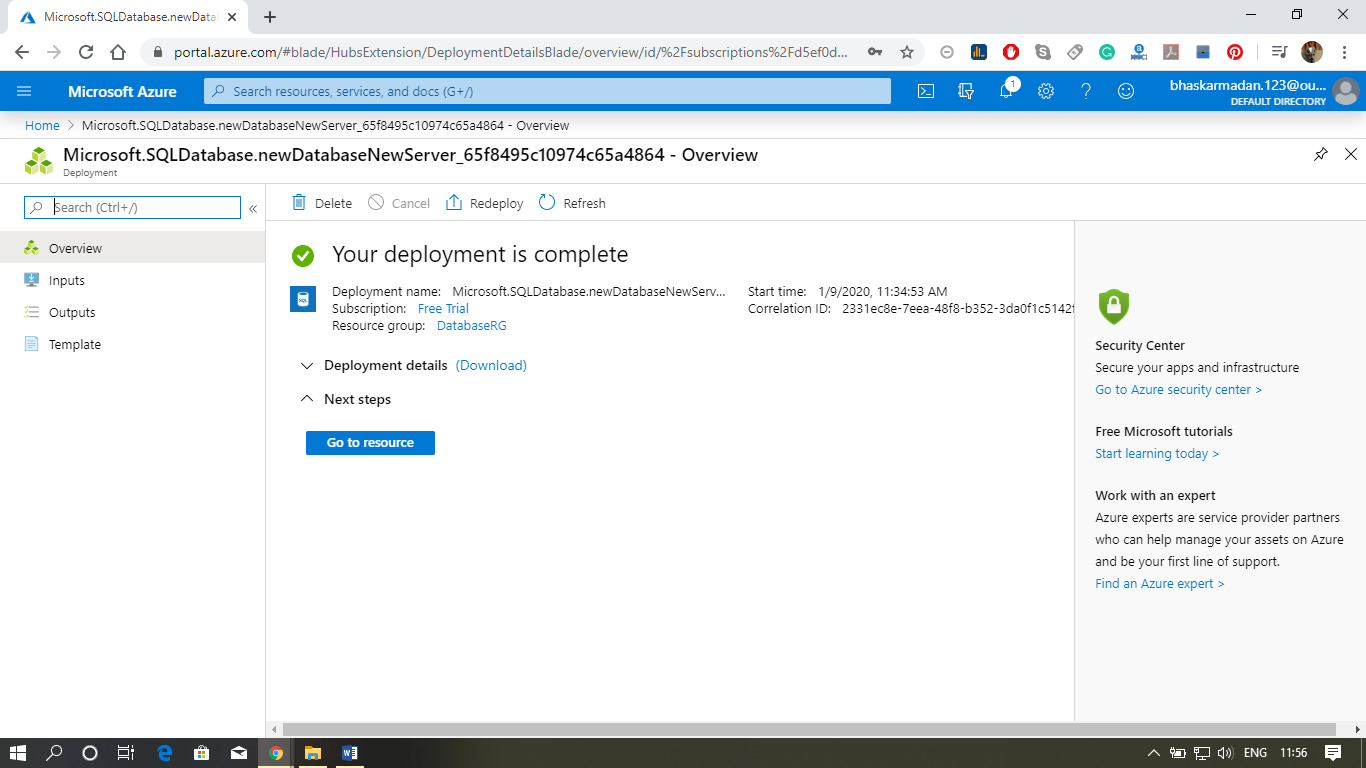 Microsoft.SQLDatabase.newData
portal.azure.com/#blade/HubsExtension/DeploymentDetailsBlade/overview/id/%2Fsubscriptions%2Fd5ef0d...
Microsoft Azure
Search resources, services, and docs (G+/)
1
bhaskarmadan.123@ou...
DEFAULT DIRECTORY
Home > Microsoft.SQLDatabase.newDatabaseNewServer_65f8495c10974c65a4864 - Overview
Microsoft.SQLDatabase.newDatabaseNewServer_65f8495c10974c65a4864 - Overview
Deployment
Search (Ctrl+/)
«
Overview
Inputs
Outputs
Template
Delete
Cancel
Redeploy
Refresh
Your deployment is complete
SQL
Deployment name: Microsoft.SQLDatabase.newDatabaseNewServ...
Subscription: Free Trial
Resource group: DatabaseRG
Start time: 1/9/2020, 11:34:53 AM
Correlation ID: 2331ec8e-7eea-48f8-b352-3da0f1c5142
Deployment details (Download)
Next steps
Go to resource
Security Center
Secure your apps and infrastructure
Go to Azure security center >
Free Microsoft tutorials
Start learning today >
Work with an expert
Azure experts are service provider partners
who can help manage your assets on Azure
and be your first line of support.
Find an Azure expert >
ENG
11:56